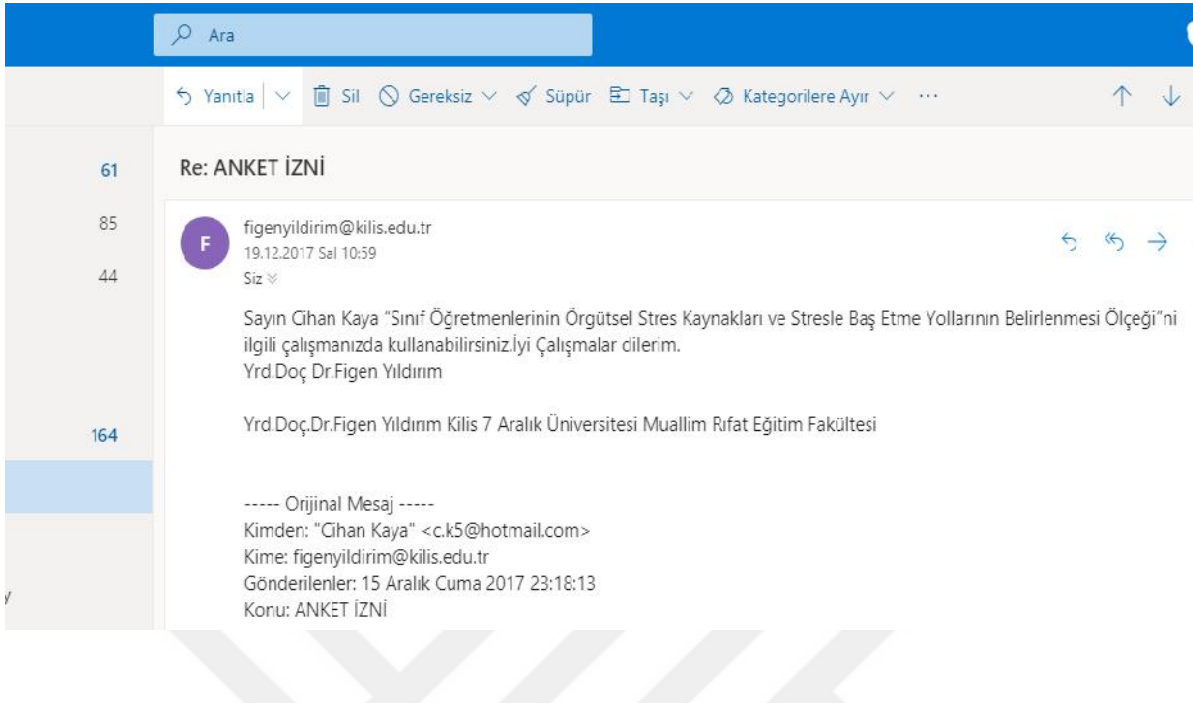 Ara
Yanıtla Sil Gereksiz Süpür Taşı Kategorilere Ayır ...
61
Re: ANKET İZNİ
85
F
figenyildirim@kilis.edu.tr
19.12.2017 Sal 10:59
44
Siz
Sayın Cihan Kaya "Sınıf Öğretmenlerinin Örgütsel Stres Kaynakları ve Stresle Baş Etme Yollarının Belirlenmesi Ölçeği"ni
ilgili çalışmanızda kullanabilirsiniz.İyi Çalışmalar dilerim.
Yrd.Doç Dr.Figen Yıldırım
Yrd.Doç.Dr.Figen Yıldırım Kilis 7 Aralık Üniversitesi Muallim Rıfat Eğitim Fakültesi
164
----- Orijinal Mesaj -----
Kimden: "Cihan Kaya" <c.k5@hotmail.com>
Kime: figenyildirim@kilis.edu.tr
Gönderilenler: 15 Aralık Cuma 2017 23:18:13
y
Konu: ANKET İZNİ